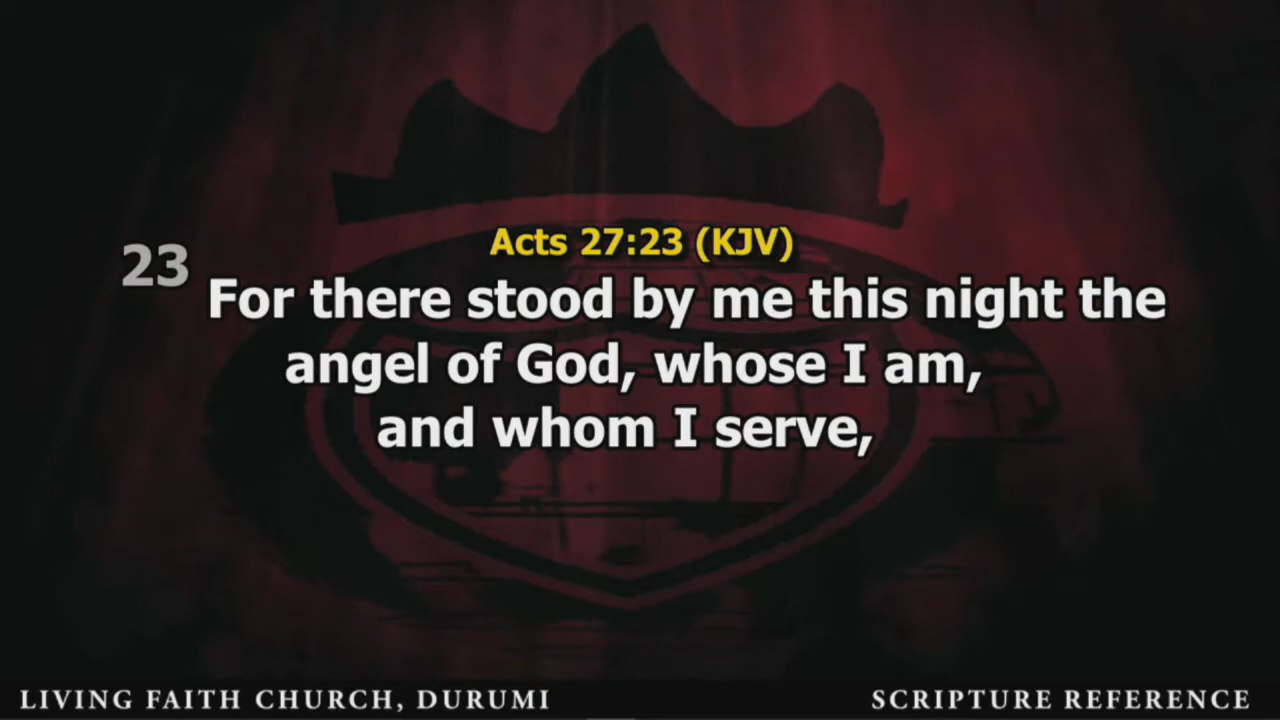 Acts 27:23 (KJV)
23 For there stood by me this night the
angel of God, whose I am,
and whom I serve,
LIVING FAITH CHURCH, DURUMI
SCRIPTURE REFERENCE